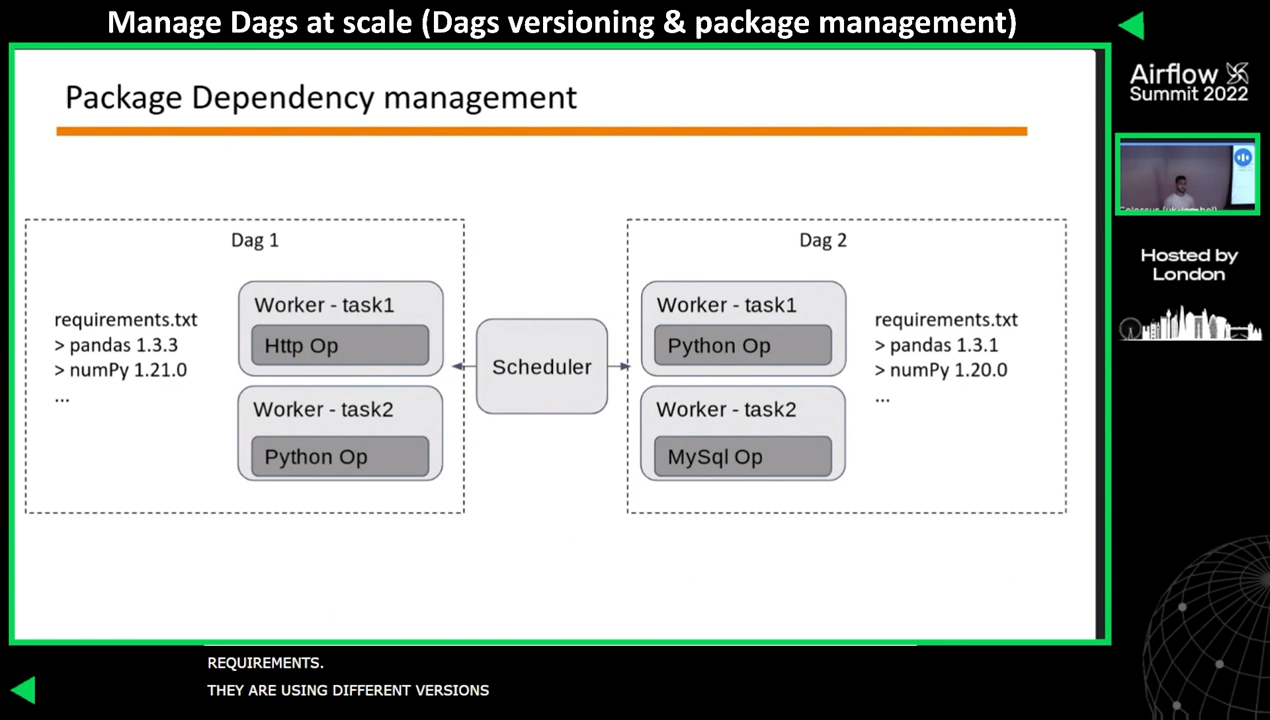 Manage Dags at scale (Dags versioning & package management)
Airflow
Summit 2022
Package Dependency management
Dag 1
requirements.txt
> pandas 1.3.3
> numPy 1.21.0
...
Worker - task1
Http Op
Worker - task2
Python Op
Scheduler
Dag 2
Worker - task1
Python Op
Worker - task2
MySql Op
requirements.txt
> pandas 1.3.1
> numPy 1.20.0
...
Hosted by
London
REQUIREMENTS.
THEY ARE USING DIFFERENT VERSIONS